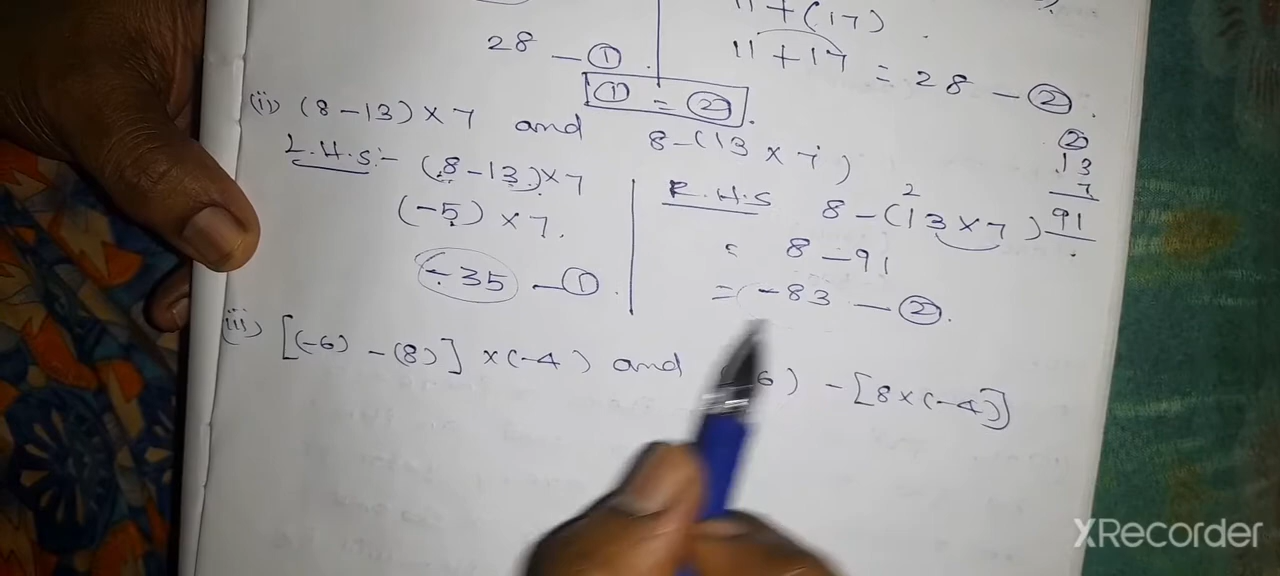 11 + (17)
28 — ①
11 + 17 = 28 — ②
① = ②
(ii) (8-13) × 7 and 8-(13 × 7)
L.H.S:- (8-13) × 7
(-5) × 7
-35 — ①
R.H.S 8 - (13 × 7)
2
= 8 - 91
= -83 — ②
②
13
7
91
(iii) [(-6) - (8)] × (-4) and 6) - [8 × (-4)]
XRecorder